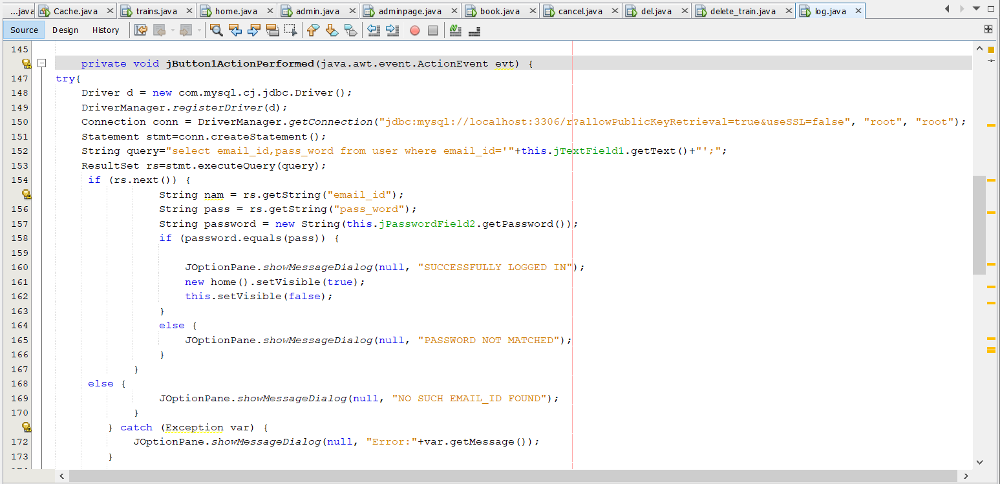 ...java Cache.java trains.java home.java admin.java adminpage.java book.java cancel.java del.java delete_train.java log.java
Source Design History
145
private void jButton1ActionPerformed(java.awt.event.ActionEvent evt) {
147 try{
148 Driver d = new com.mysql.cj.jdbc.Driver();
149 DriverManager.registerDriver(d);
150 Connection conn = DriverManager.getConnection("jdbc:mysql://localhost:3306/r?allowPublicKeyRetrieval=true&useSSL=false", "root", "root");
151 Statement stmt=conn.createStatement();
152 String query="select email_id,pass_word from user where email_id='"+this.jTextField1.getText()+"';";
153 ResultSet rs=stmt.executeQuery(query);
154 if (rs.next()) {
String nam = rs.getString("email_id");
156 String pass = rs.getString("pass_word");
157 String password = new String(this.jPasswordField2.getPassword());
158 if (password.equals(pass)) {
159
160 JOptionPane.showMessageDialog(null, "SUCCESSFULLY LOGGED IN");
161 new home().setVisible(true);
162 this.setVisible(false);
163 }
164 else {
165 JOptionPane.showMessageDialog(null, "PASSWORD NOT MATCHED");
166 }
167 }
168 else {
169 JOptionPane.showMessageDialog(null, "NO SUCH EMAIL_ID FOUND");
170 }
} catch (Exception var) {
172 JOptionPane.showMessageDialog(null, "Error:"+var.getMessage());
173 }